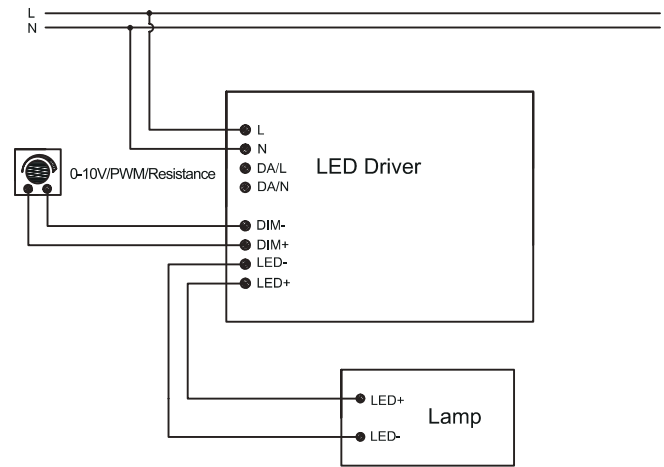 L
N
0-10V/PWM/Resistance
L
N
DA/L
DA/N
LED Driver
DIM-
DIM+
LED-
LED+
LED+
LED-
Lamp